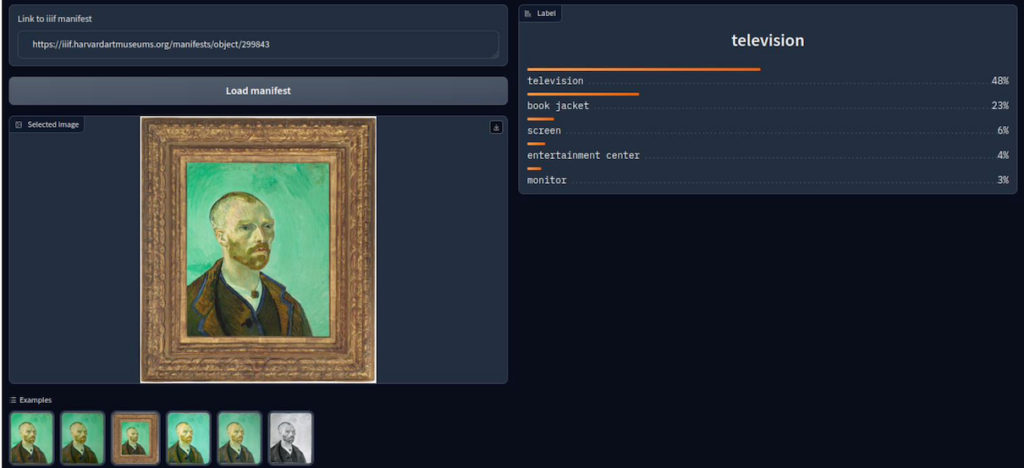 Link to iiif manifest
https://iiif.harvardartmuseums.org/manifests/object/299843
Load manifest
Selected image
Examples
Label
television
television 48%
book jacket 23%
screen 6%
entertainment center 4%
monitor 3%